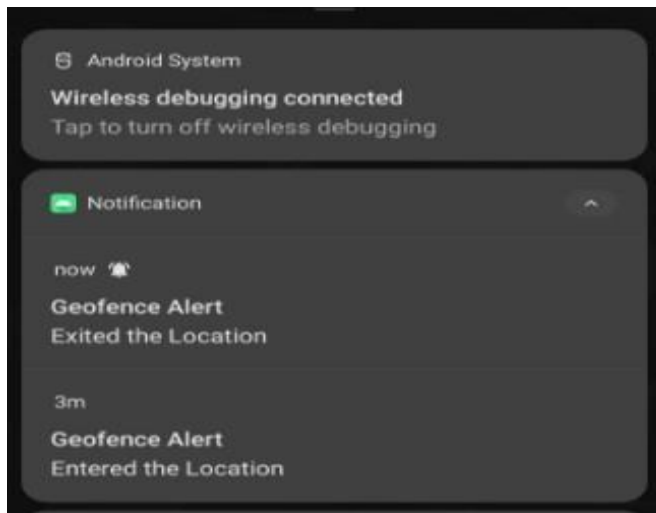 Android System
Wireless debugging connected
Tap to turn off wireless debugging
Notification
now
Geofence Alert
Exited the Location
3m
Geofence Alert
Entered the Location